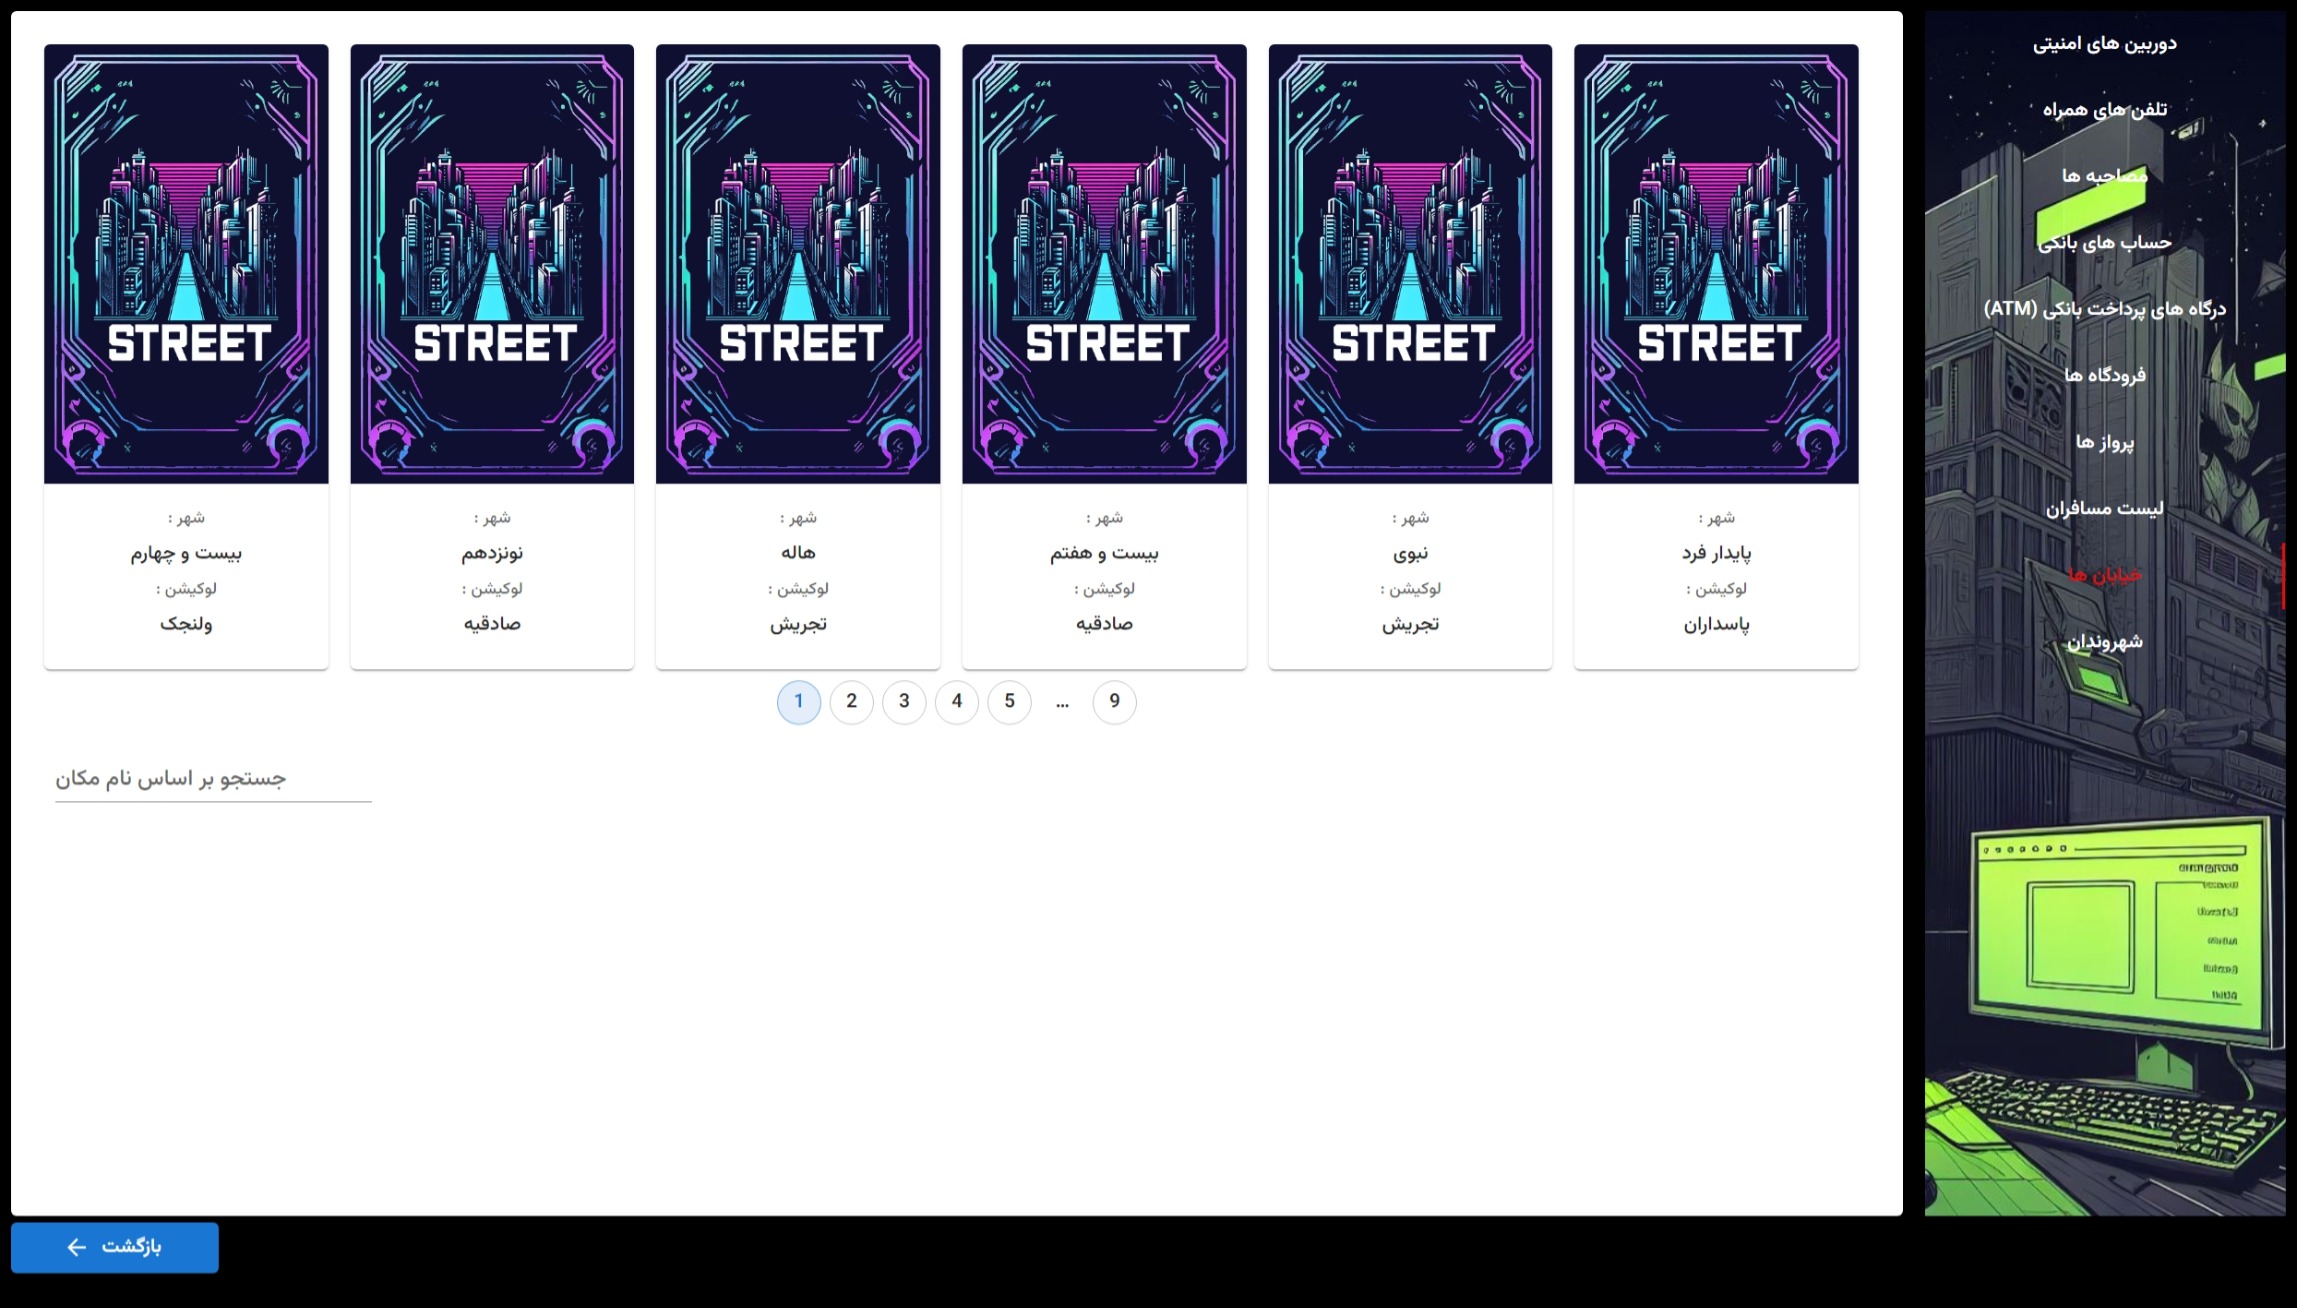 دوربین های امنیتی
تلفن های همراه
مصاحبه ها
حساب های بانکی
درگاه های پرداخت بانکی (ATM)
فرودگاه ها
پرواز ها
لیست مسافران
خیابان ها
شهروندان
STREET
شهر :
پایدار فرد
لوکیشن :
پاسداران
STREET
شهر :
نبوی
لوکیشن :
تجریش
STREET
شهر :
بیست و هفتم
لوکیشن :
صادقیه
STREET
شهر :
هاله
لوکیشن :
تجریش
STREET
شهر :
نونزدهم
لوکیشن :
صادقیه
STREET
شهر :
بیست و چهارم
لوکیشن :
ولنجک
1 2 3 4 5 ... 9
جستجو بر اساس نام مکان
بازگشت